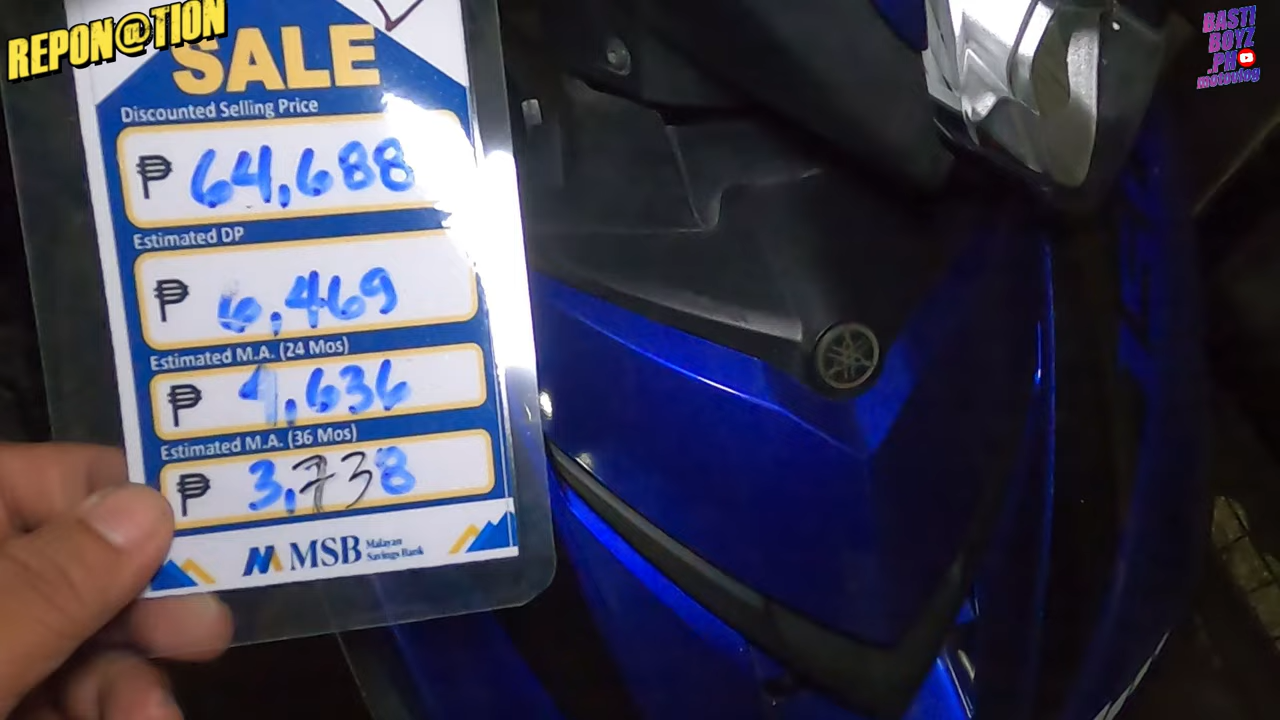 REPON@TION
SALE
Discounted Selling Price
₱ 64,688
Estimated DP
₱ 6,469
Estimated M.A. (24 Mos)
₱ 4,636
Estimated M.A. (36 Mos)
₱ 3,738
MSB Malayan
Savings Bank
BASTI
BOYZ
.PH
motovlog